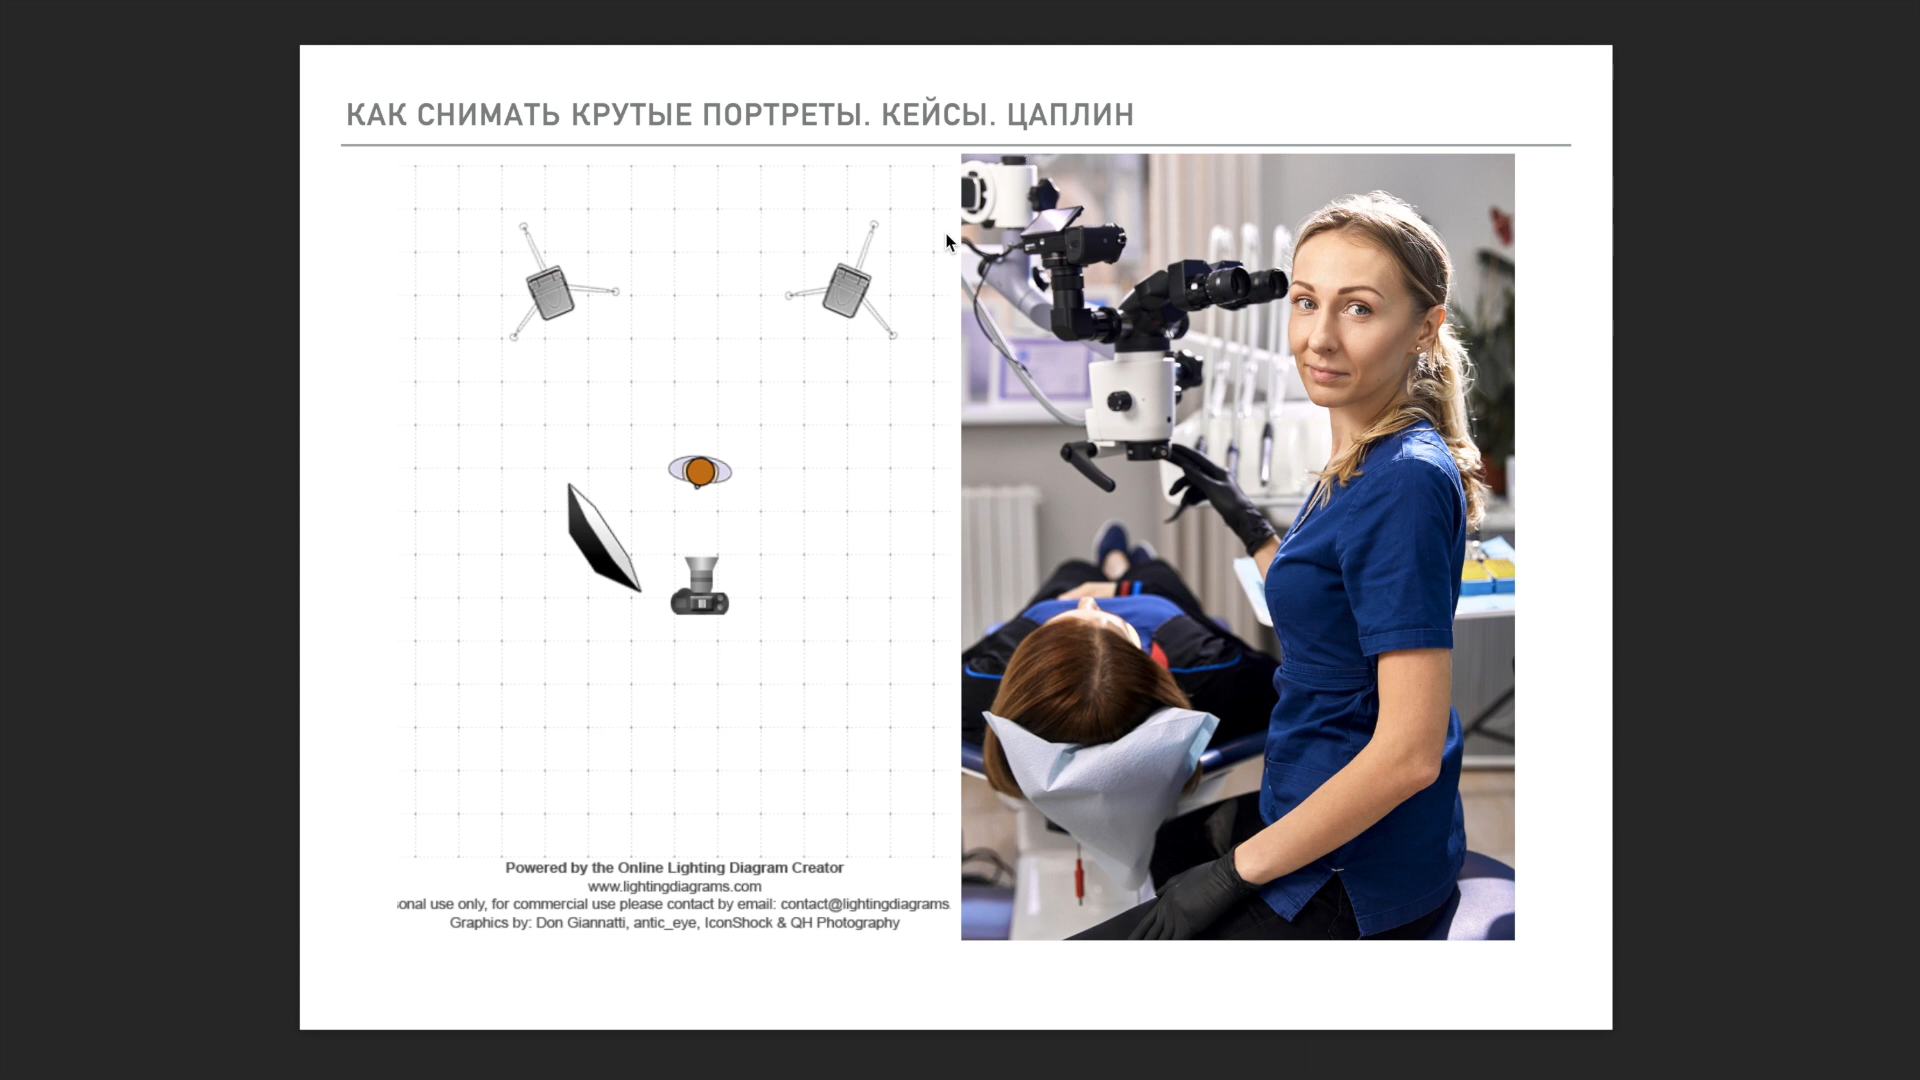 КАК СНИМАТЬ КРУТЫЕ ПОРТРЕТЫ. КЕЙСЫ. ЦАПЛИН
Powered by the Online Lighting Diagram Creator
www.lightingdiagrams.com
onal use only, for commercial use please contact by email: contact@lightingdiagrams.
Graphics by: Don Giannatti, antic_eye, IconShock & QH Photography